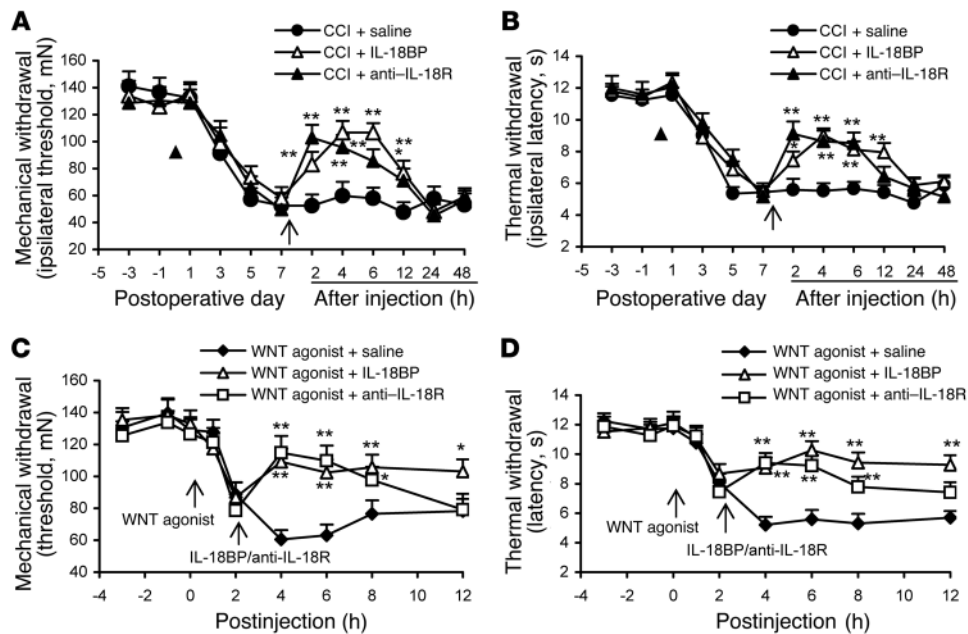 A
CCI + saline
CCI + IL-18BP
CCI + anti–IL-18R
Mechanical withdrawal
(ipsilateral threshold, mN)
160
140
120
100
80
60
40
20
** ** ** ** ** ** ** * **
-5 -3 -1 1 3 5 7 2 4 6 12 24 48
Postoperative day After injection (h)
B
CCI + saline
CCI + IL-18BP
CCI + anti–IL-18R
Thermal withdrawal
(ipsilateral latency, s)
14
12
10
8
6
4
2
** ** ** ** * ** **
-5 -3 -1 1 3 5 7 2 4 6 12 24 48
Postoperative day After injection (h)
C
WNT agonist + saline
WNT agonist + IL-18BP
WNT agonist + anti–IL-18R
Mechanical withdrawal
(threshold, mN)
160
140
120
100
80
60
40
** ** ** *
** ** *
WNT agonist
IL-18BP/anti-IL-18R
-4 -2 0 2 4 6 8 10 12
Postinjection (h)
D
WNT agonist + saline
WNT agonist + IL-18BP
WNT agonist + anti–IL-18R
Thermal withdrawal
(latency, s)
14
12
10
8
6
4
2
** ** ** **
** ** **
WNT agonist
IL-18BP/anti-IL-18R
-4 -2 0 2 4 6 8 10 12
Postinjection (h)